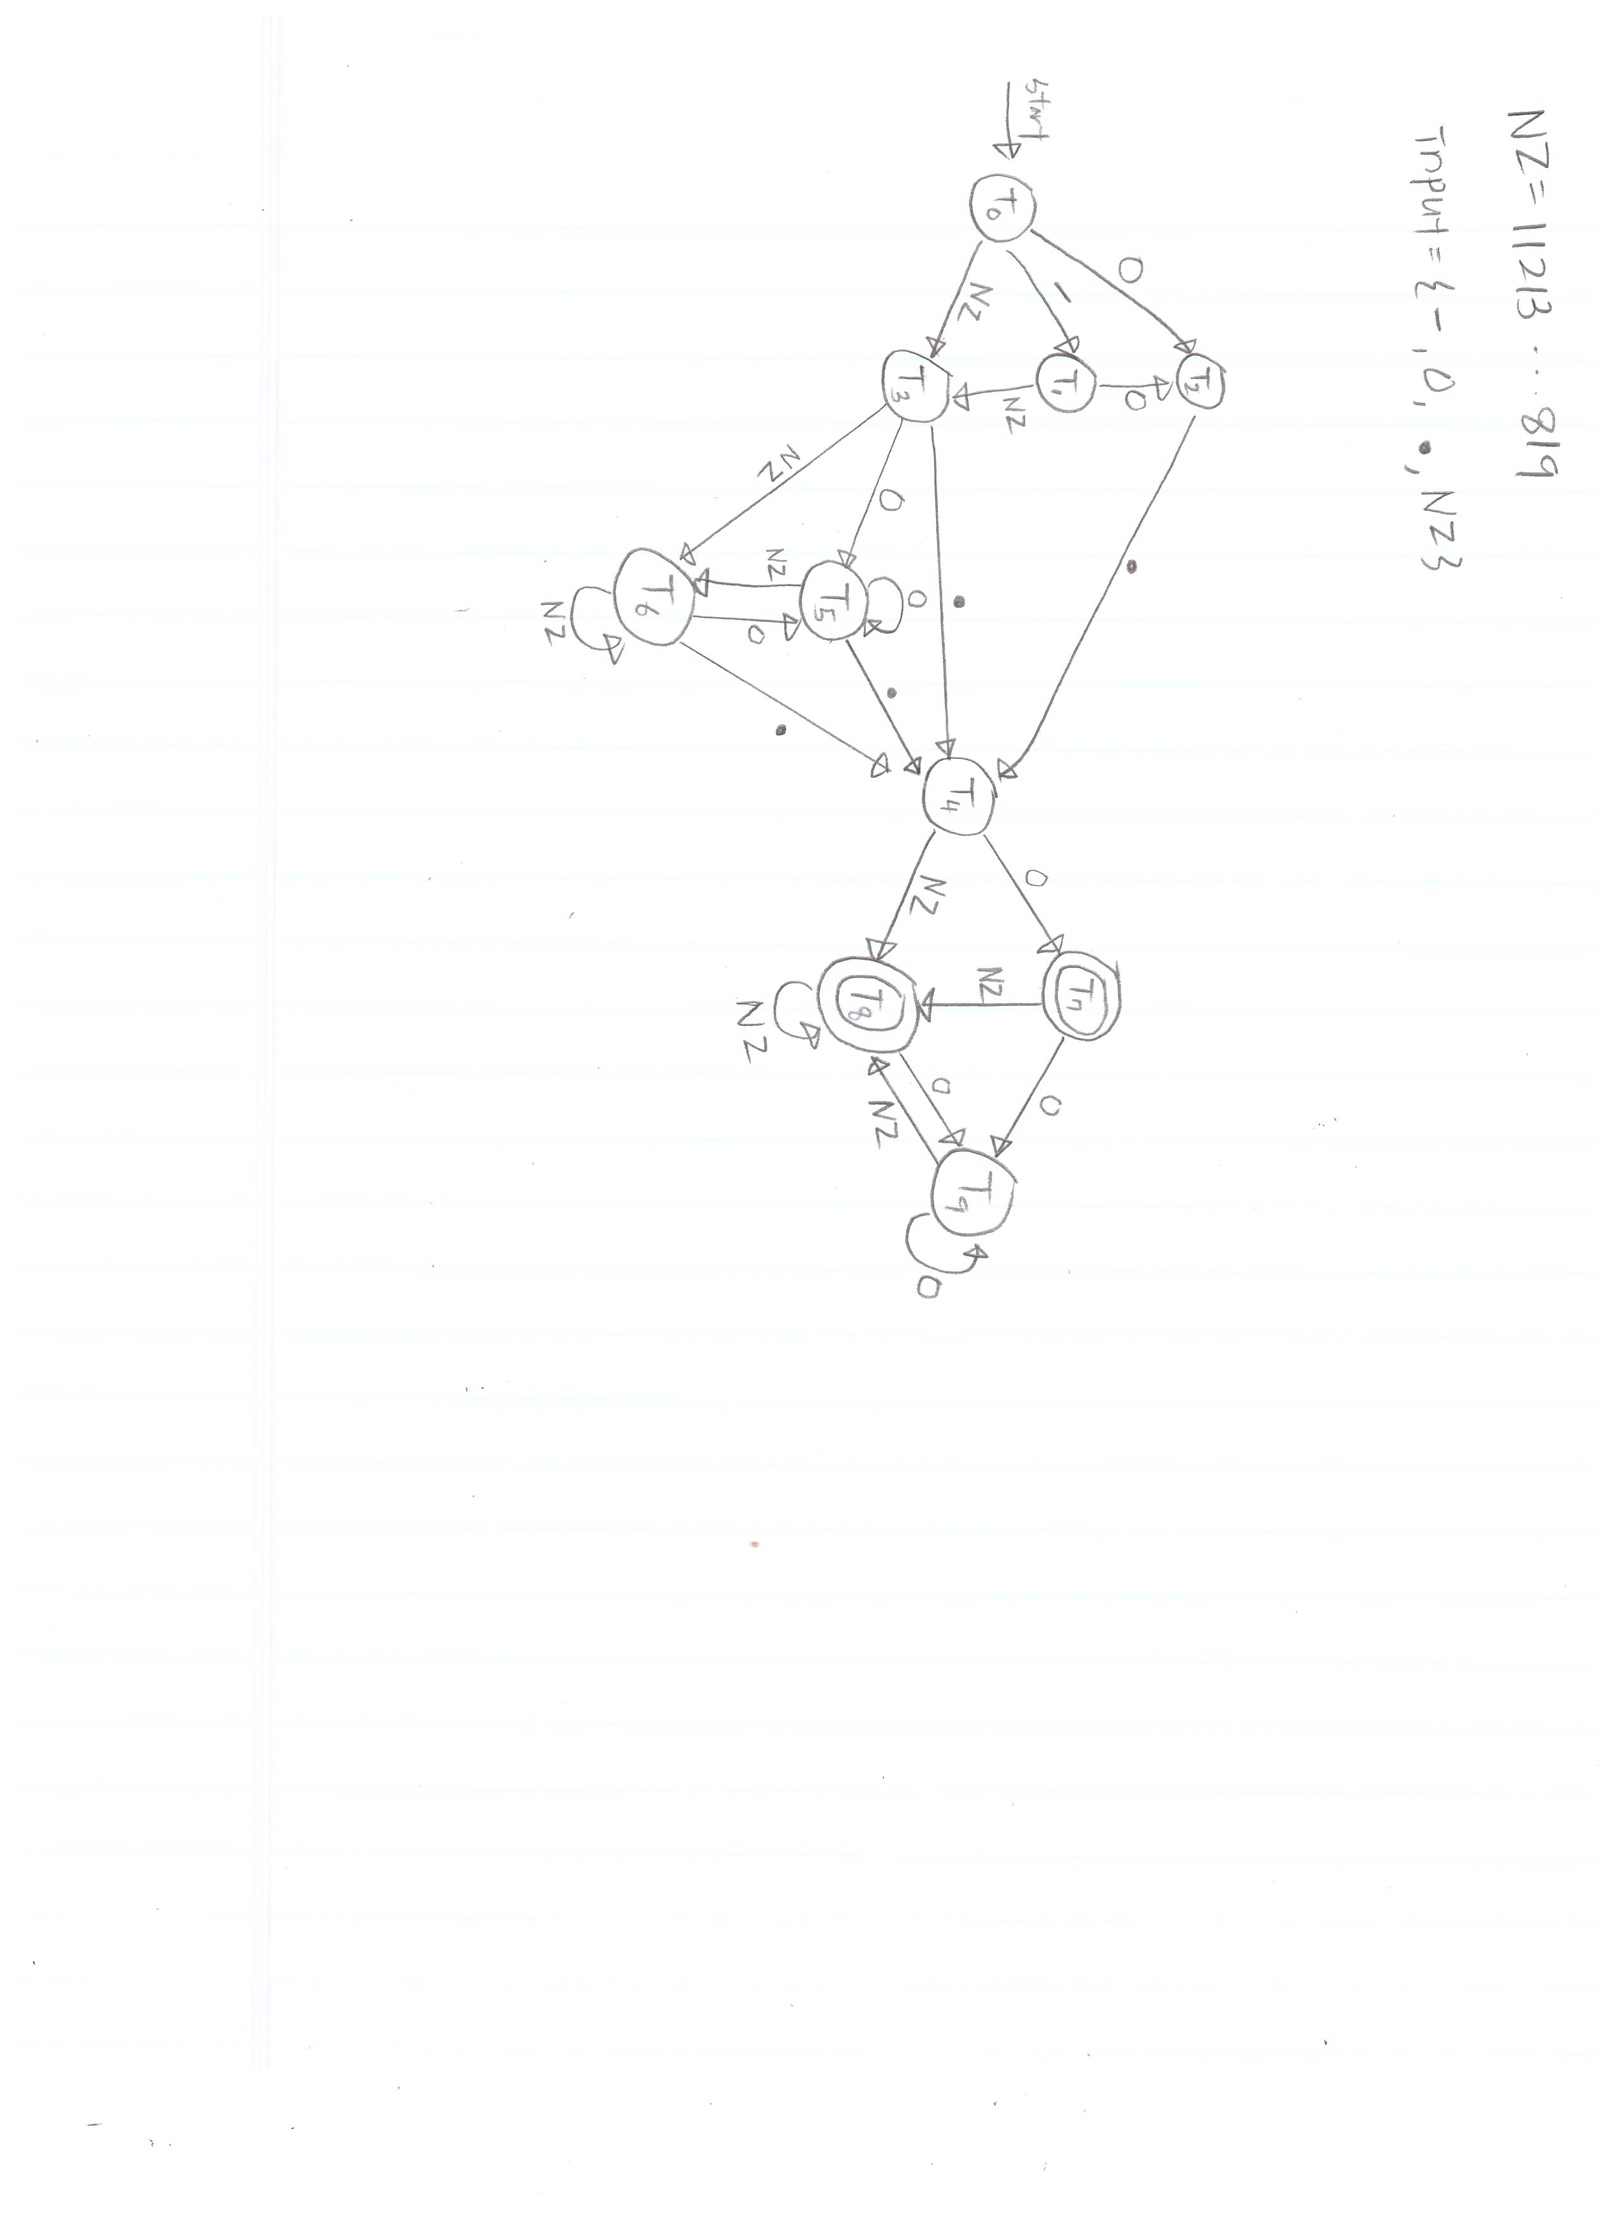 NZ = 1|2|3 .... 8|9
Input = { -, 0, ., NZ}
Start
T0
0
-
NZ
T2
T1
T3
0
NZ
.
.
0
NZ
T5
T6
0
NZ
0
NZ
.
.
T4
0
NZ
T7
T8
NZ
NZ
0
0
NZ
T9
0